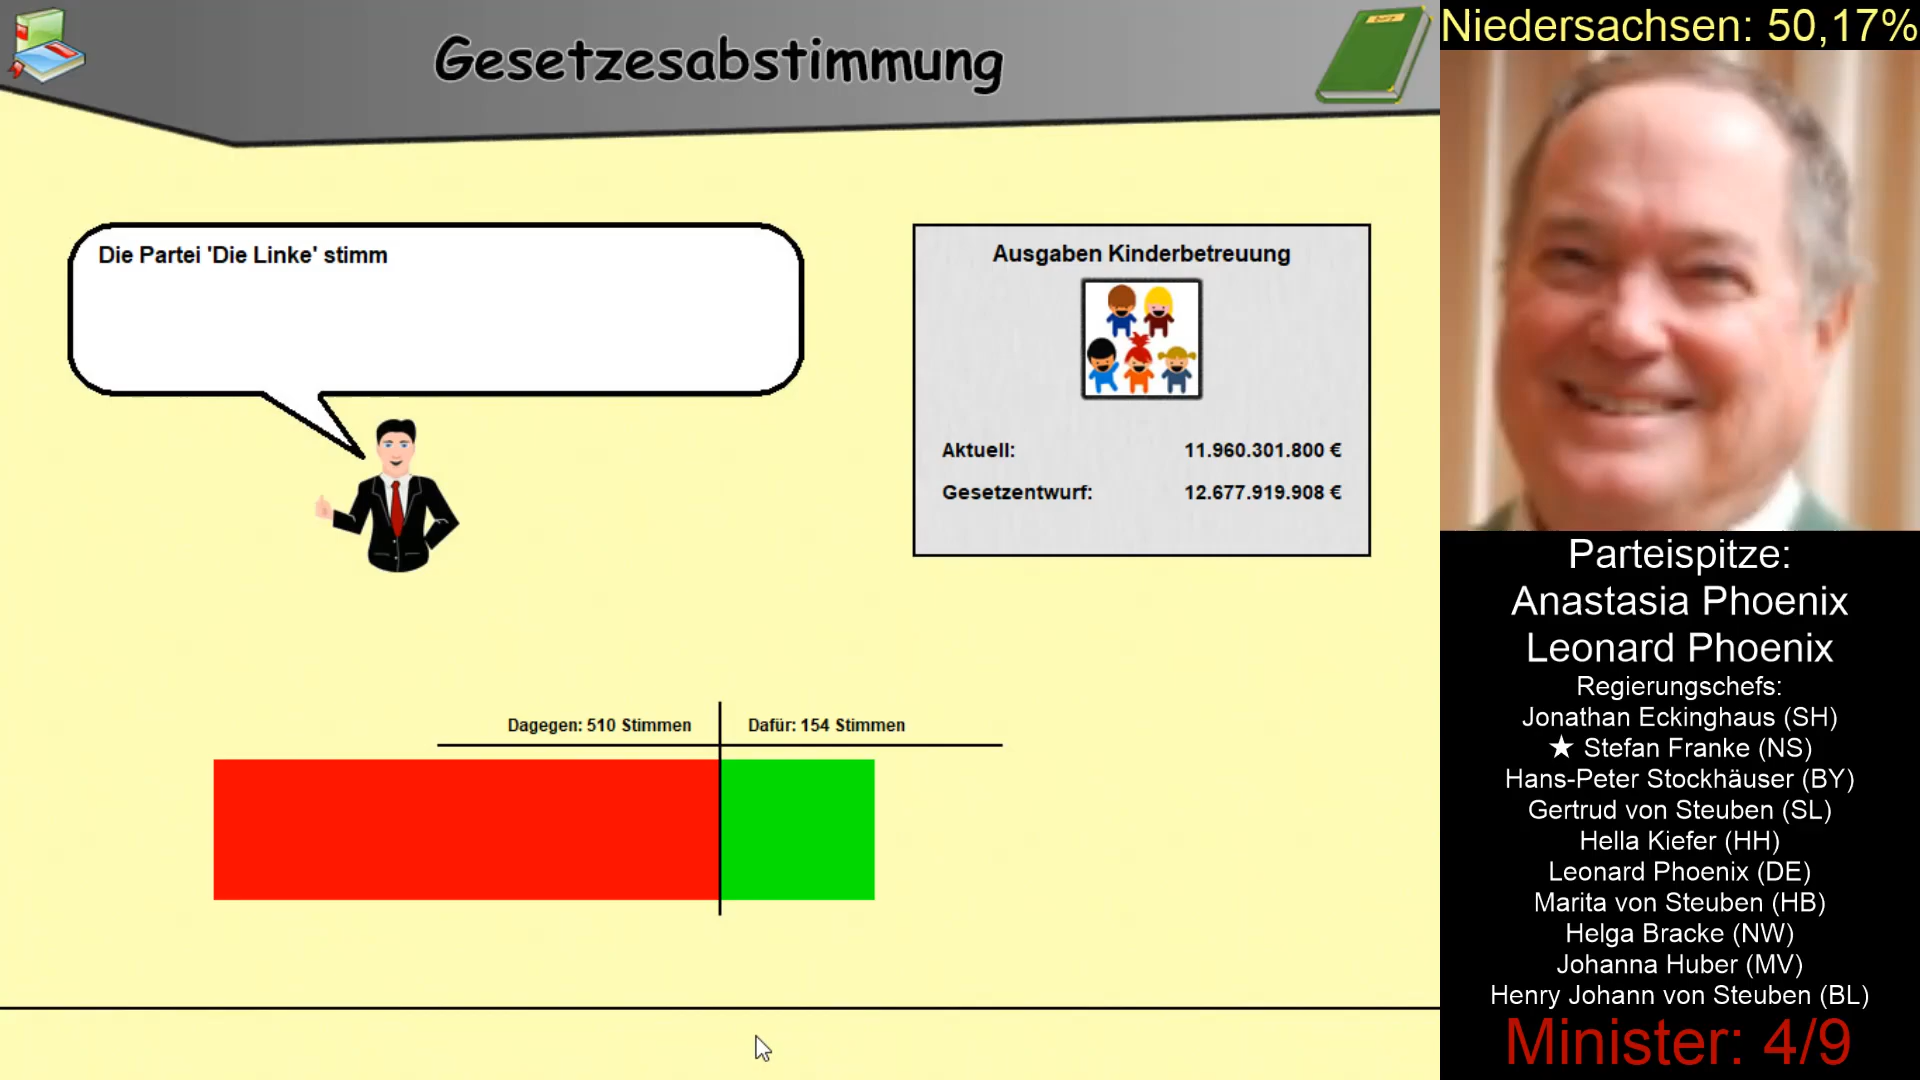 Gesetzesabstimmung
Niedersachsen: 50,17%
Die Partei 'Die Linke' stimm
Ausgaben Kinderbetreuung
Aktuell: 11.960.301.800 €
Gesetzentwurf: 12.677.919.908 €
Dagegen: 510 Stimmen
Dafür: 154 Stimmen
Parteispitze:
Anastasia Phoenix
Leonard Phoenix
Regierungschefs:
Jonathan Eckinghaus (SH)
★ Stefan Franke (NS)
Hans-Peter Stockhäuser (BY)
Gertrud von Steuben (SL)
Hella Kiefer (HH)
Leonard Phoenix (DE)
Marita von Steuben (HB)
Helga Bracke (NW)
Johanna Huber (MV)
Henry Johann von Steuben (BL)
Minister: 4/9